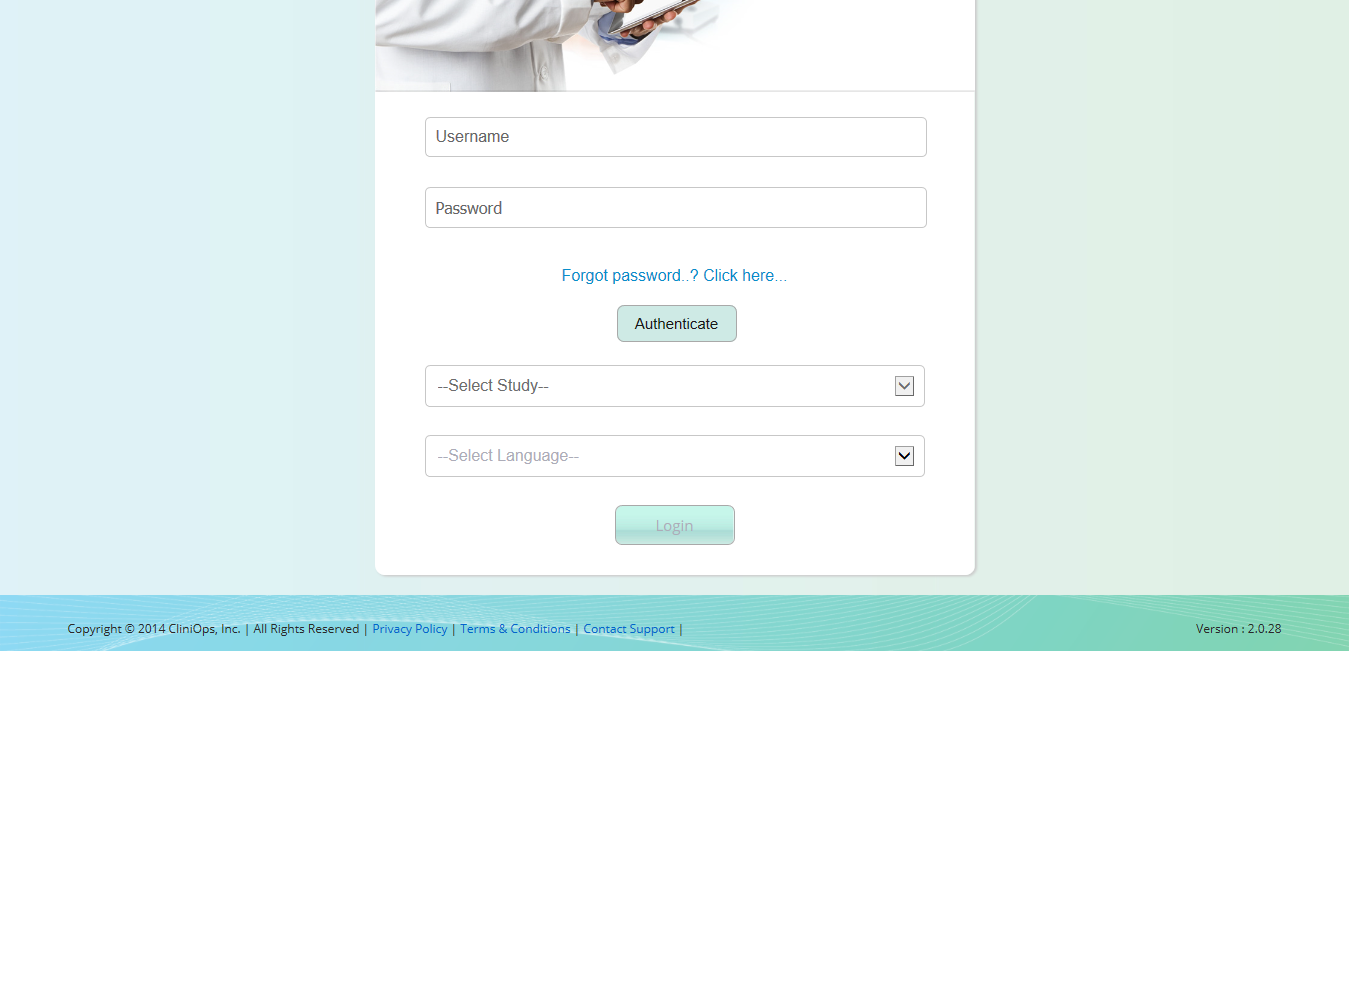 Username
Password
Forgot password..? Click here...
Authenticate
--Select Study--
--Select Language--
Login
Copyright © 2014 CliniOps, Inc. | All Rights Reserved | Privacy Policy | Terms & Conditions | Contact Support | Version : 2.0.28